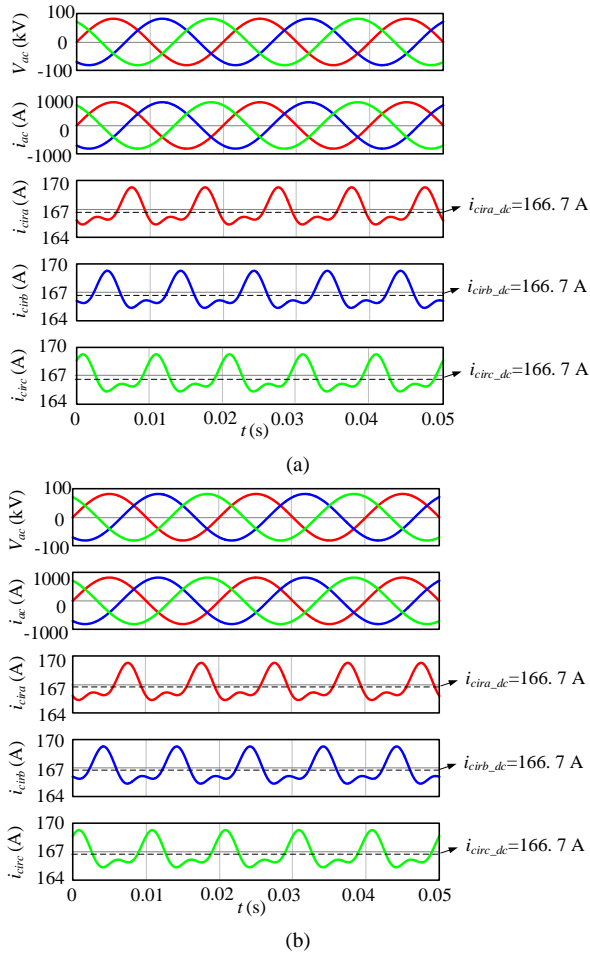 100
V_ac (kV)
0
-100
1000
i_ac (A)
0
-1000
170
i_cira (A)
167
i_cira_dc=166. 7 A
164
170
i_cirb (A)
167
i_cirb_dc=166. 7 A
164
170
i_circ (A)
167
i_circ_dc=166. 7 A
164
0 0.01 0.02 0.03 0.04 0.05
t (s)
(a)
100
V_ac (kV)
0
-100
1000
i_ac (A)
0
-1000
170
i_cira (A)
167
i_cira_dc=166. 7 A
164
170
i_cirb (A)
167
i_cirb_dc=166. 7 A
164
170
i_circ (A)
167
i_circ_dc=166. 7 A
164
0 0.01 0.02 0.03 0.04 0.05
t (s)
(b)